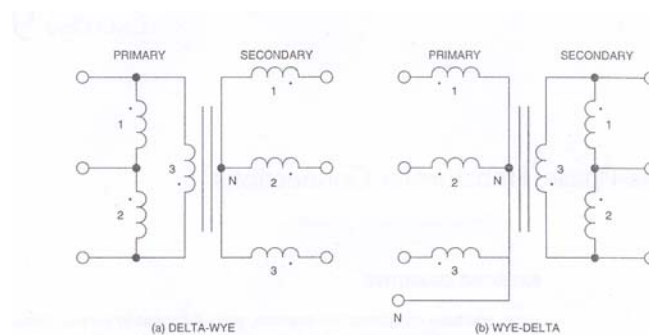 PRIMARY SECONDARY PRIMARY SECONDARY
1 1 1 1
3 2 N 2 N 3
2 3 3 2
N
(a) DELTA-WYE (b) WYE-DELTA